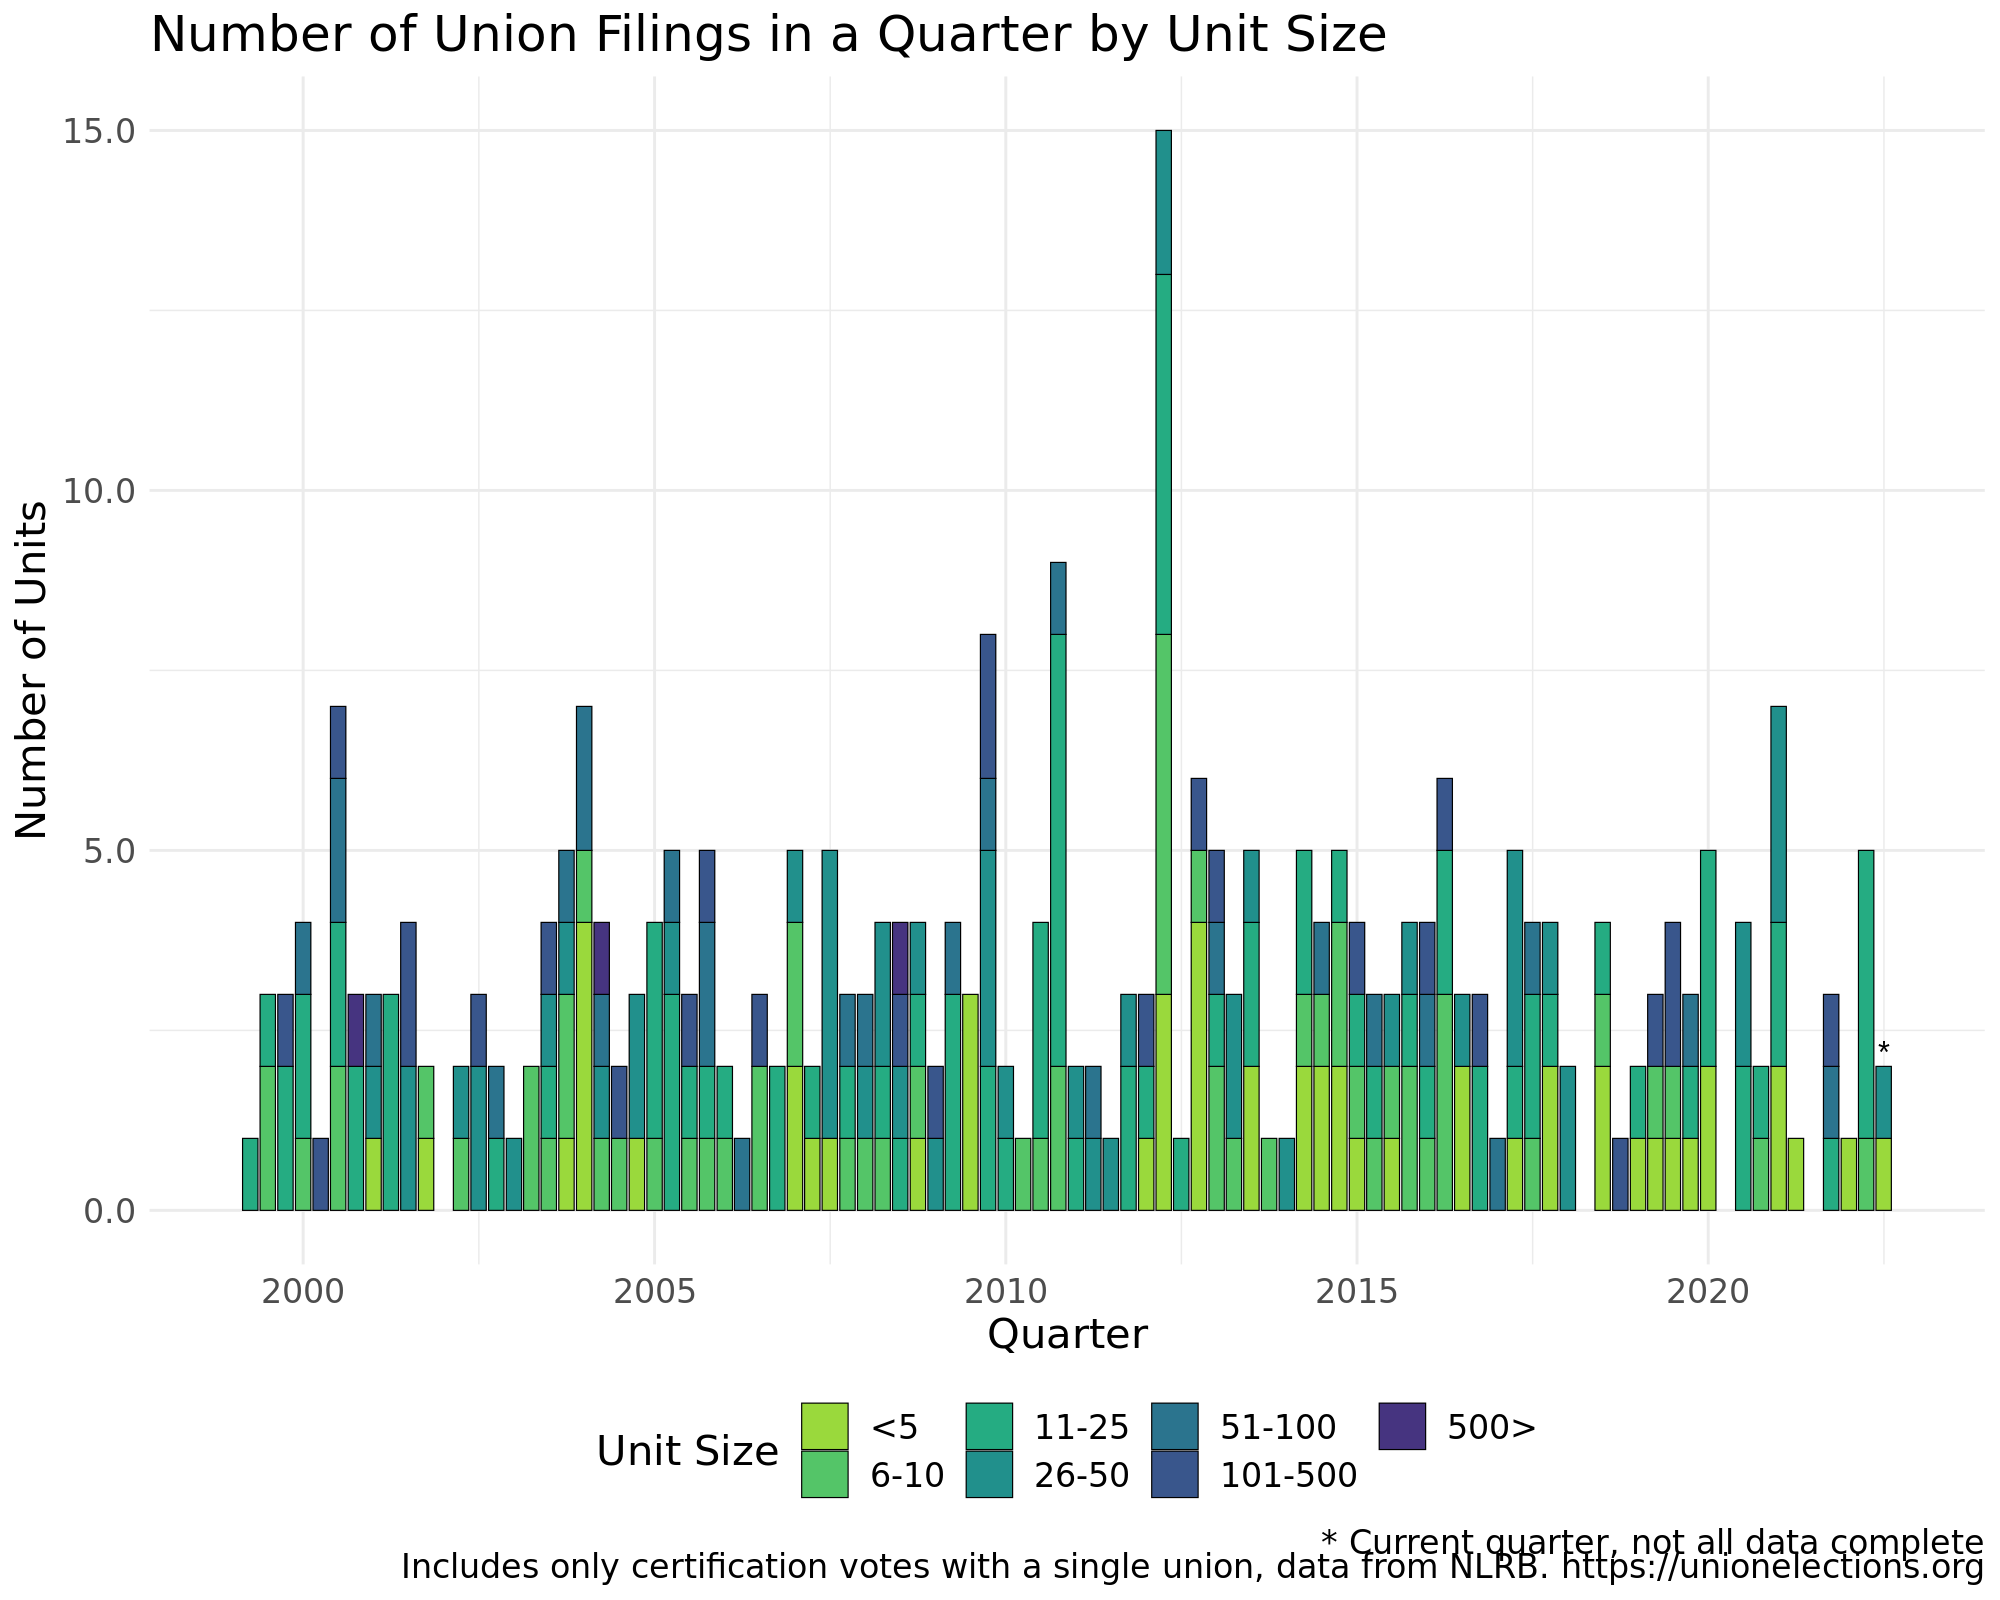 Number of Union Filings in a Quarter by Unit Size
15.0
10.0
5.0
0.0
Number of Units
*
2000 2005 2010 2015 2020
Quarter
Unit Size
<5 11-25 51-100 500>
6-10 26-50 101-500
* Current quarter, not all data complete
Includes only certification votes with a single union, data from NLRB. https://unionelections.org